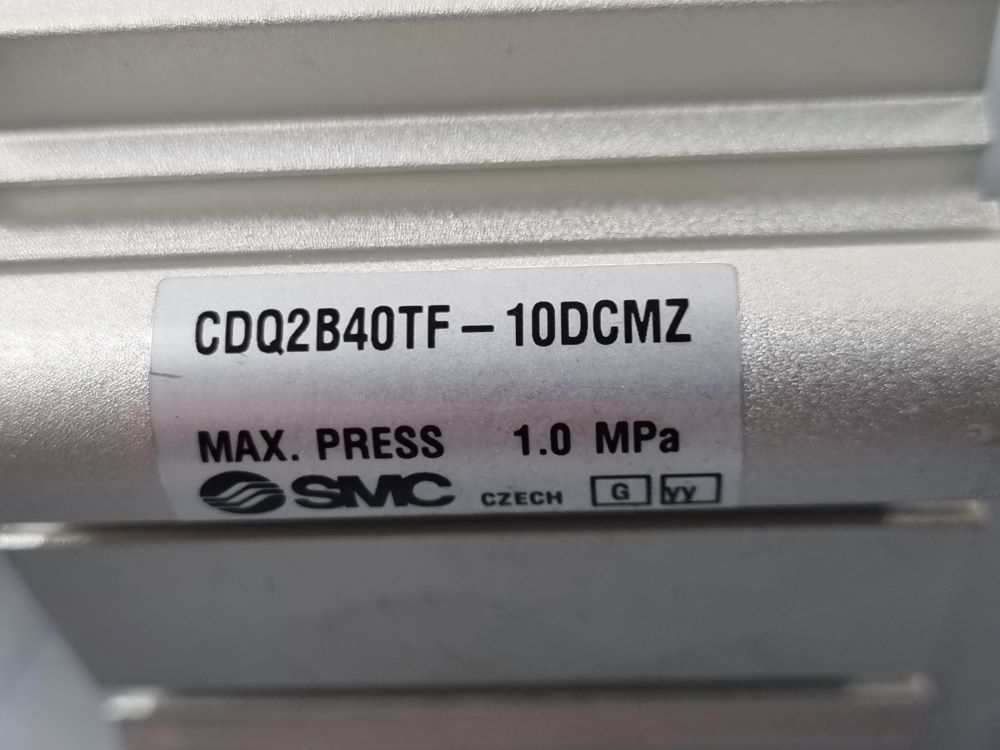 CDQ2B40TF-10DCMZ
MAX. PRESS 1.0 MPa
SMC CZECH G yy